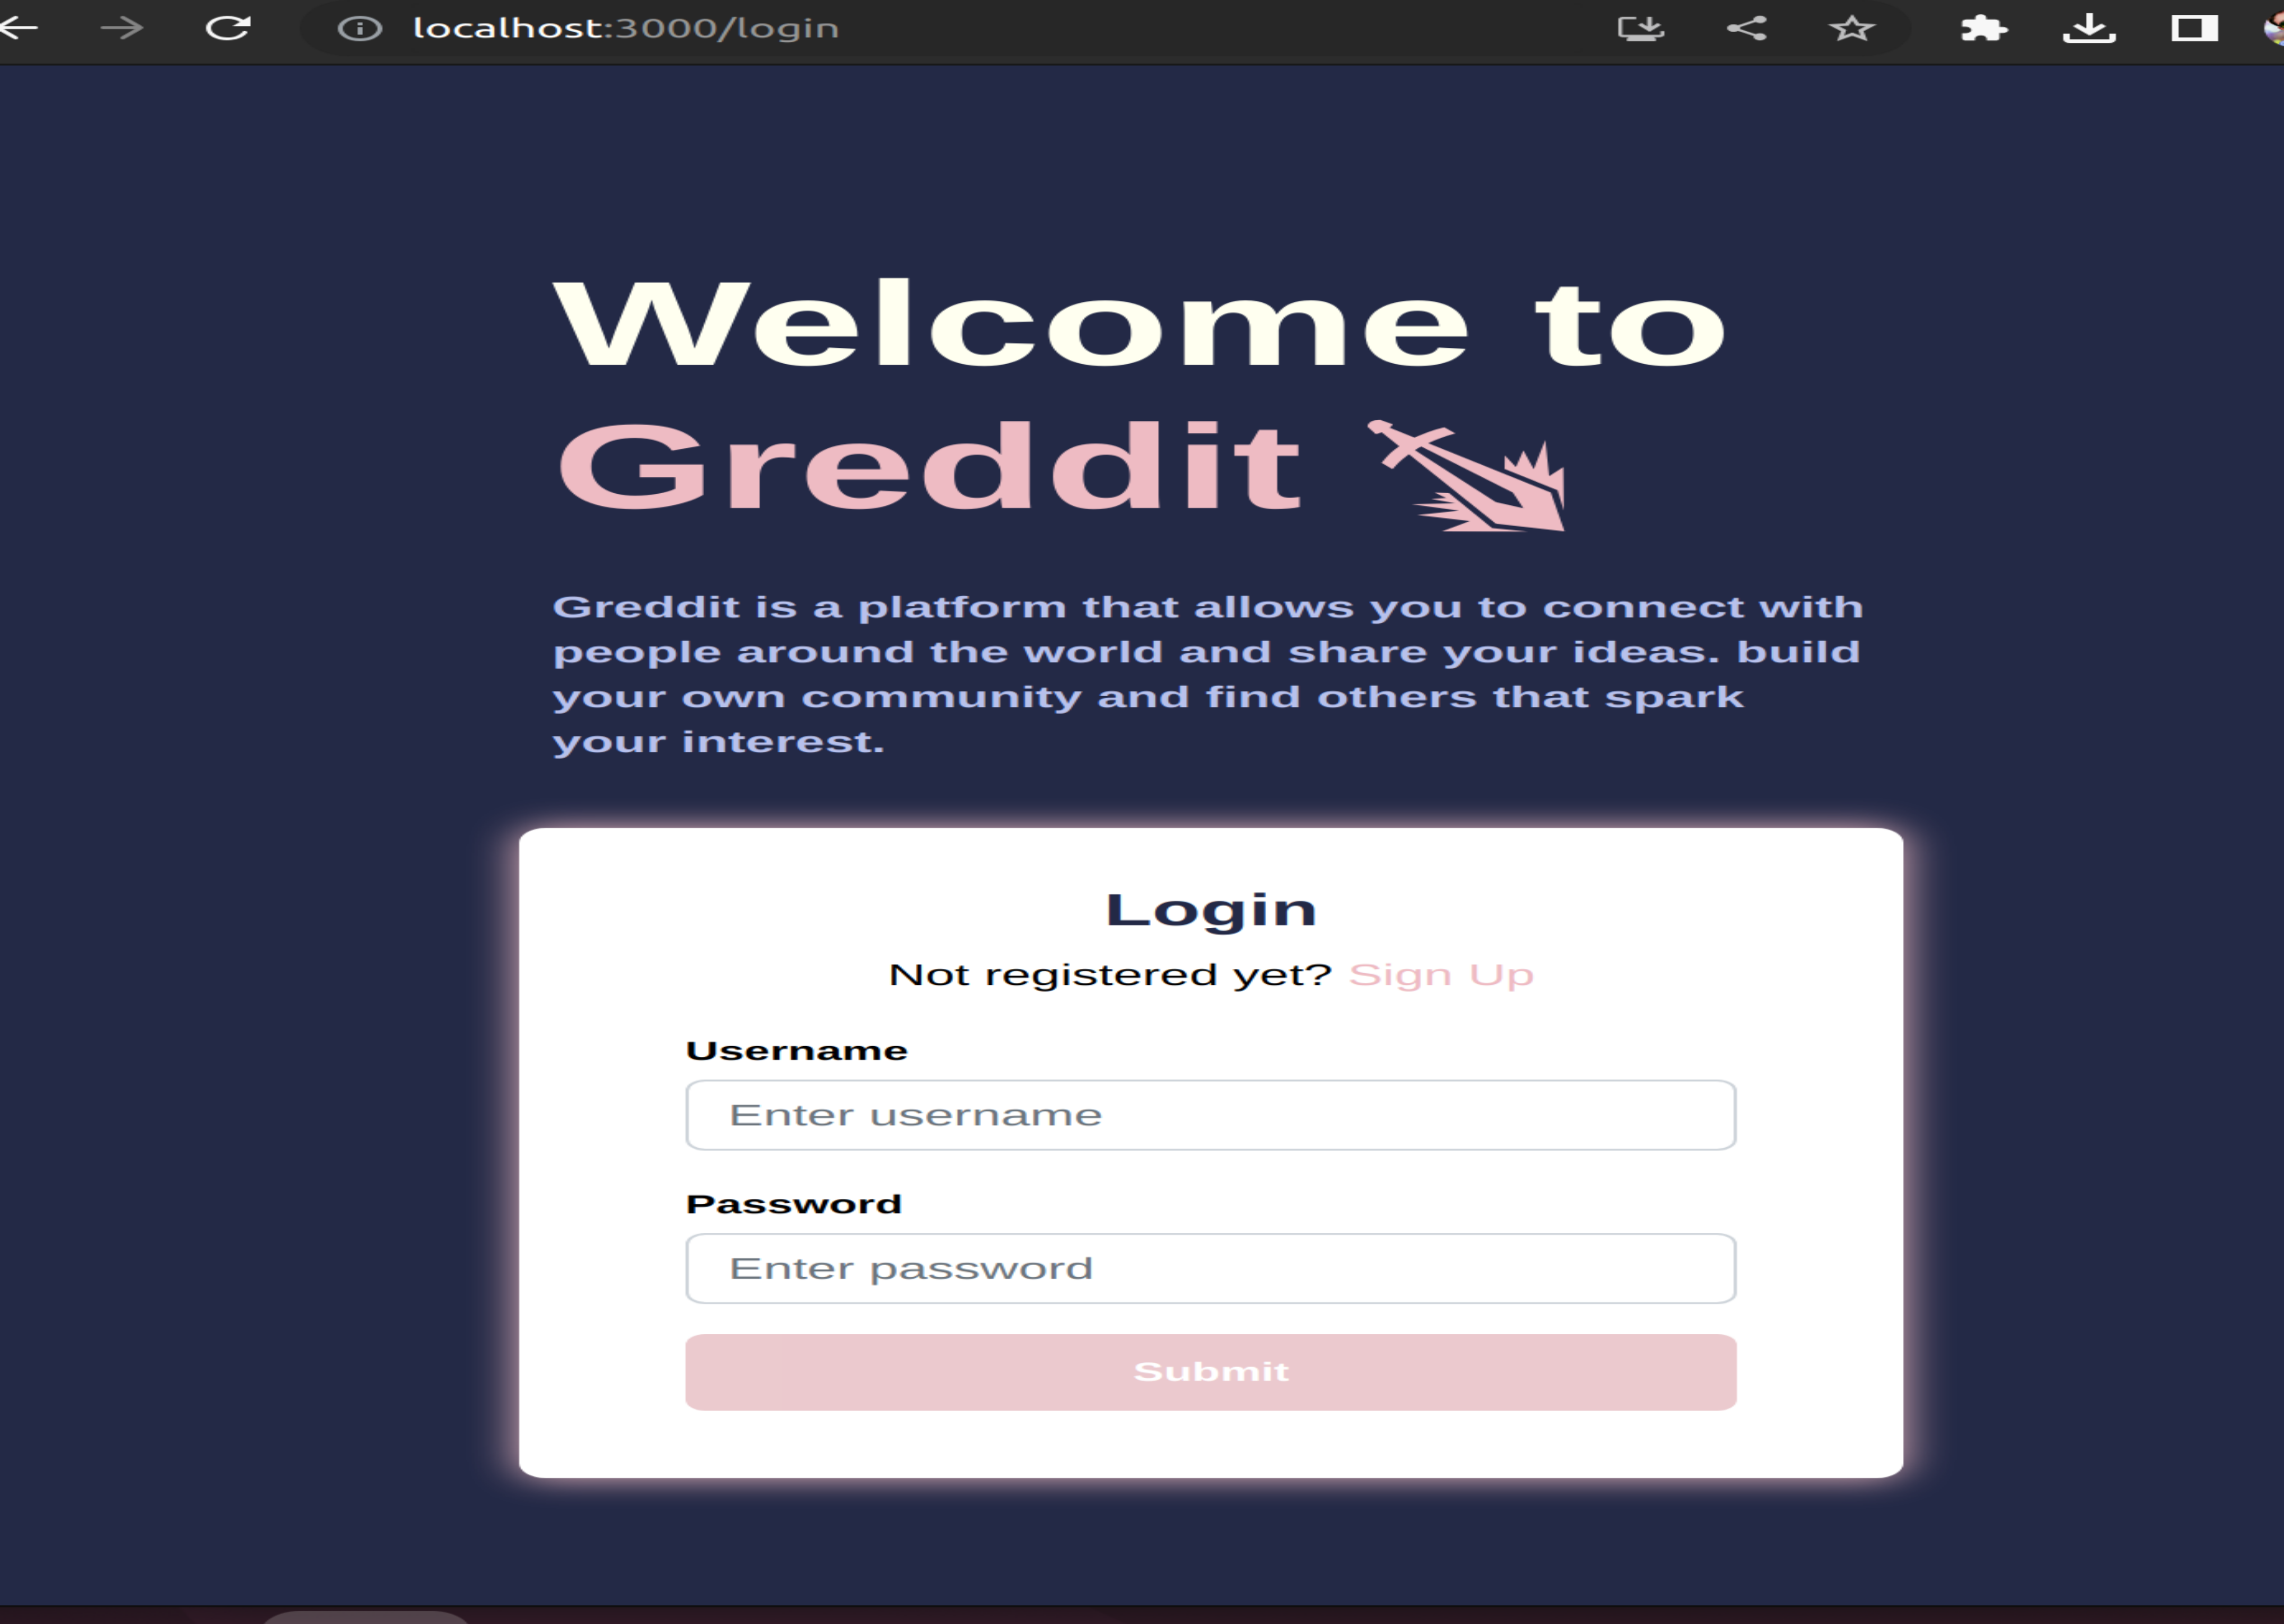 localhost:3000/login
Welcome to
Greddit
Greddit is a platform that allows you to connect with
people around the world and share your ideas. build
your own community and find others that spark
your interest.
Login
Not registered yet? Sign Up
Username
Enter username
Password
Enter password
Submit